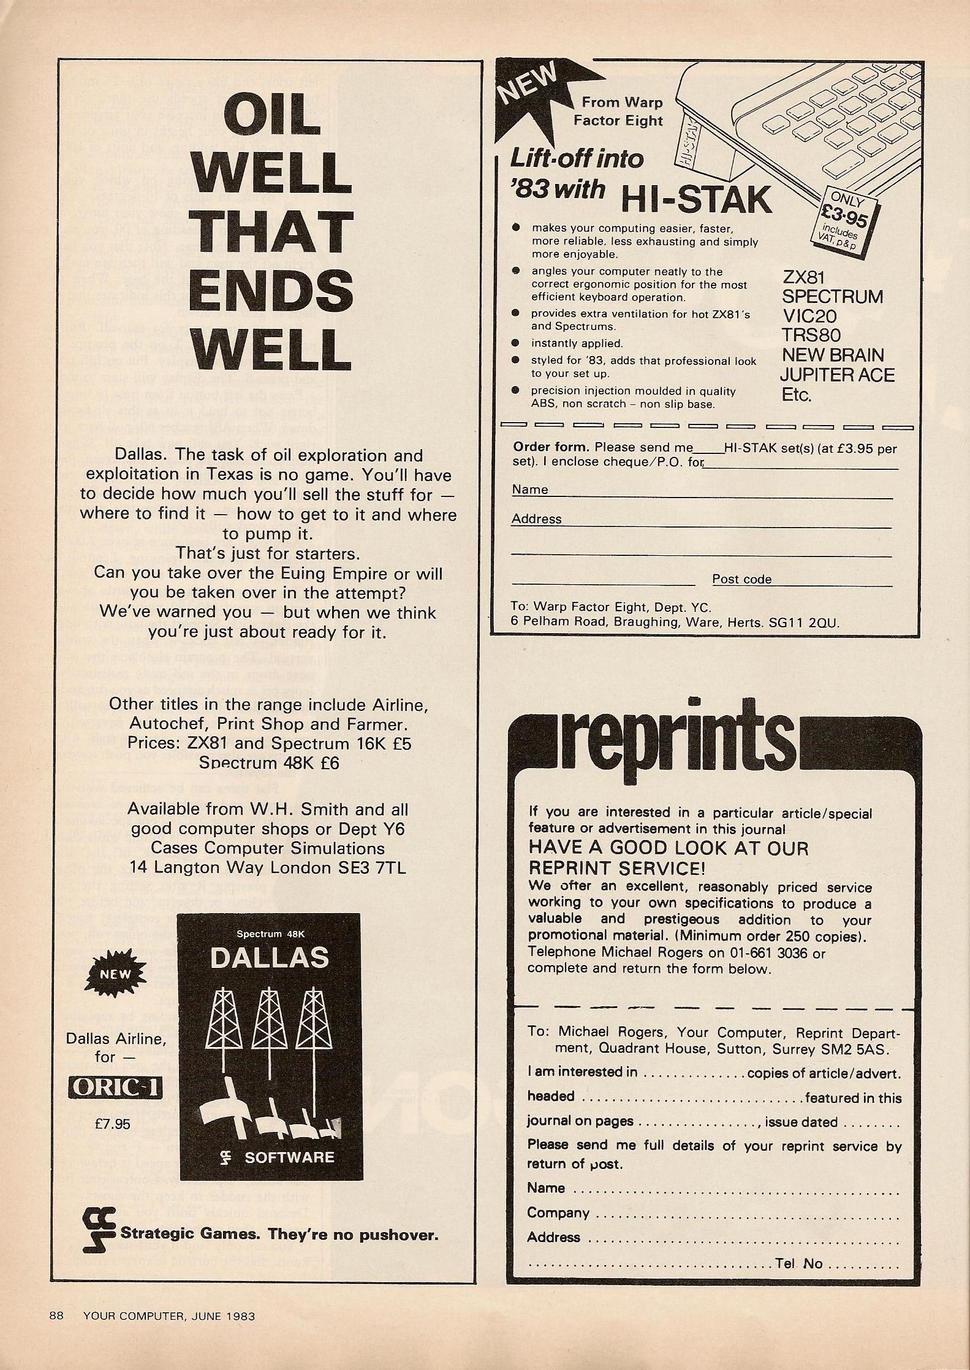 OIL
WELL
THAT
ENDS
WELL
Dallas. The task of oil exploration and
exploitation in Texas is no game. You'll have
to decide how much you'll sell the stuff for —
where to find it — how to get to it and where
to pump it.
That's just for starters.
Can you take over the Euing Empire or will
you be taken over in the attempt?
We've warned you — but when we think
you're just about ready for it.
Other titles in the range include Airline,
Autochef, Print Shop and Farmer.
Prices: ZX81 and Spectrum 16K £5
Spectrum 48K £6
Available from W.H. Smith and all
good computer shops or Dept Y6
Cases Computer Simulations
14 Langton Way London SE3 7TL
NEW
Dallas Airline,
for —
ORIC-1
£7.95
Spectrum 48K
DALLAS
CCS SOFTWARE
CCS
Strategic Games. They're no pushover.
NEW
From Warp
Factor Eight
HI-STAK
Lift-off into
'83 with HI-STAK
ONLY
£3·95
includes
VAT, p&p
● makes your computing easier, faster,
more reliable, less exhausting and simply
more enjoyable.
● angles your computer neatly to the
correct ergonomic position for the most
efficient keyboard operation.
● provides extra ventilation for hot ZX81's
and Spectrums.
● instantly applied.
● styled for '83, adds that professional look
to your set up.
● precision injection moulded in quality
ABS, non scratch – non slip base.
ZX81
SPECTRUM
VIC20
TRS80
NEW BRAIN
JUPITER ACE
Etc.
Order form. Please send me____HI-STAK set(s) (at £3.95 per
set). I enclose cheque/P.O. for
Name
Address
Post code
To: Warp Factor Eight, Dept. YC.
6 Pelham Road, Braughing, Ware, Herts. SG11 2QU.
reprints
If you are interested in a particular article/special
feature or advertisement in this journal
HAVE A GOOD LOOK AT OUR
REPRINT SERVICE!
We ofter an excellent, reasonably priced service
working to your own specifications to produce a
valuable and prestigeous addition to your
promotional material. (Minimum order 250 copies).
Telephone Michael Rogers on 01-661 3036 or
complete and return the form below.
To: Michael Rogers, Your Computer, Reprint Depart-
ment, Quadrant House, Sutton, Surrey SM2 5AS.
I am interested in . . . . . . . . . . . . . .copies of article/advert.
headed . . . . . . . . . . . . . . . . . . . . . . . . . . . .featured in this
journal on pages . . . . . . . . . . . . . . . . , issue dated . . . . . . . .
Please send me full details of your reprint service by
return of post.
Name . . . . . . . . . . . . . . . . . . . . . . . . . . . . . . . . . . . . . . . .
Company . . . . . . . . . . . . . . . . . . . . . . . . . . . . . . . . . . . . .
Address . . . . . . . . . . . . . . . . . . . . . . . . . . . . . . . . . . . . . .
. . . . . . . . . . . . . . . . . . . . . . . . . . . . . .Tel No . . . . . . . . . .
88 YOUR COMPUTER, JUNE 1983